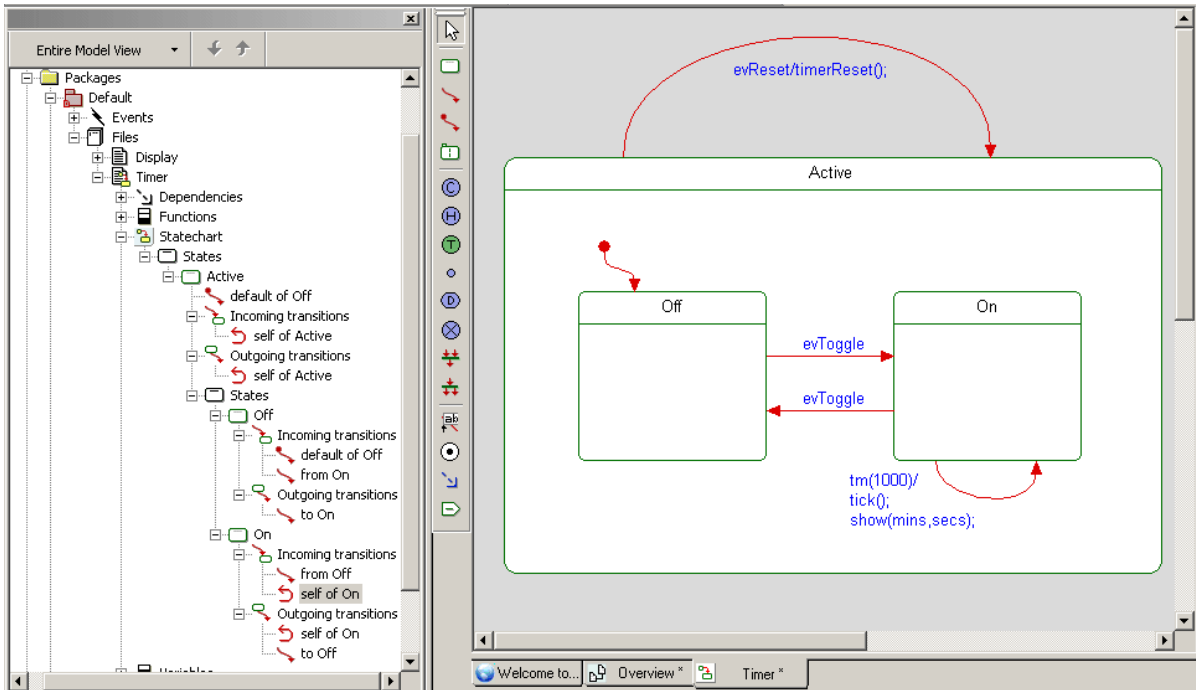 Entire Model View
Packages
Default
Events
Files
Display
Timer
Dependencies
Functions
Statechart
States
Active
default of Off
Incoming transitions
self of Active
Outgoing transitions
self of Active
States
Off
Incoming transitions
default of Off
from On
Outgoing transitions
to On
On
Incoming transitions
from Off
self of On
Outgoing transitions
self of On
to Off
C
H
T
D
ab
evReset/timerReset();
Active
Off
On
evToggle
evToggle
tm(1000)/
tick();
show(mins,secs);
Welcome to...
Overview *
Timer *